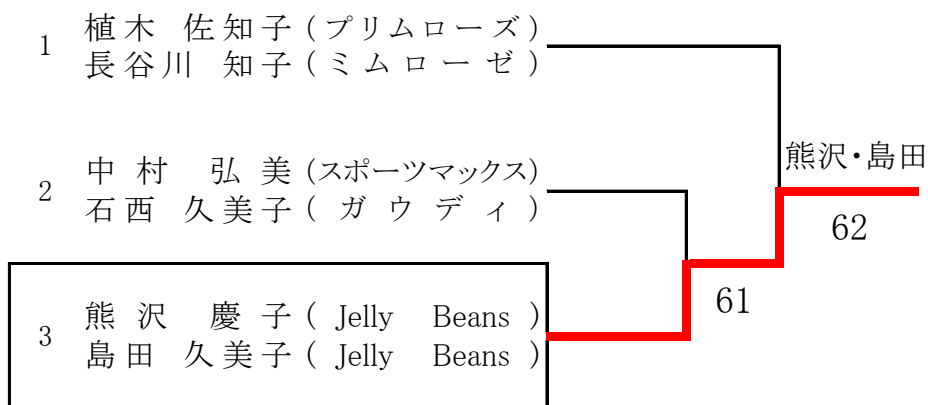 1
植木 佐知子(プリムローズ)
長谷川 知子(ミムローゼ)
2
中村 弘美(スポーツマックス)
石西 久美子(ガウディ)
3
熊沢 慶子(Jelly Beans)
島田 久美子(Jelly Beans)
61
熊沢・島田
62